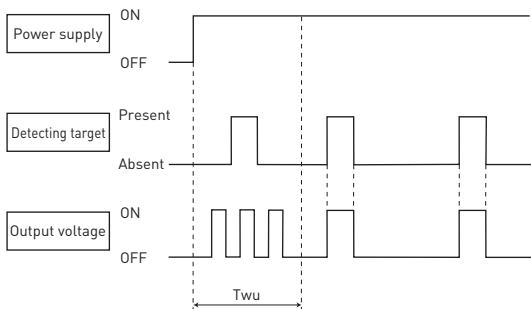 ON
Power supply
OFF
Present
Detecting target
Absent
ON
Output voltage
OFF
Twu